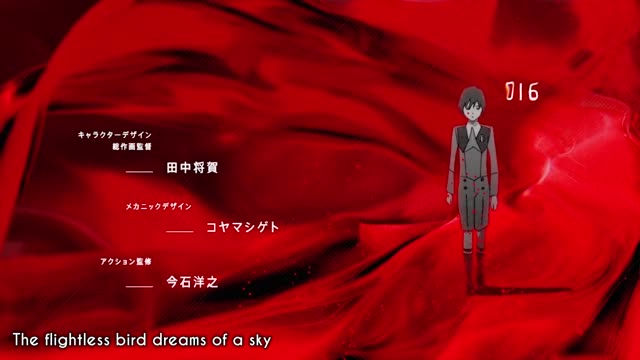 016
キャラクターデザイン
総作画監督
田中将賀
メカニックデザイン
コヤマシゲト
アクション監修
今石洋之
The flightless bird dreams of a sky